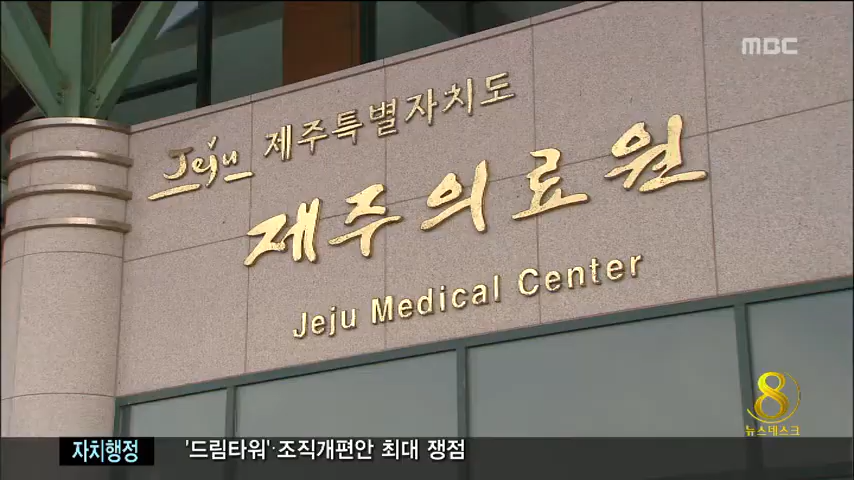 MBC
Jeju 제주특별자치도
제주의료원
Jeju Medical Center
8
뉴스데스크
자치행정 '드림타워'·조직개편안 최대 쟁점